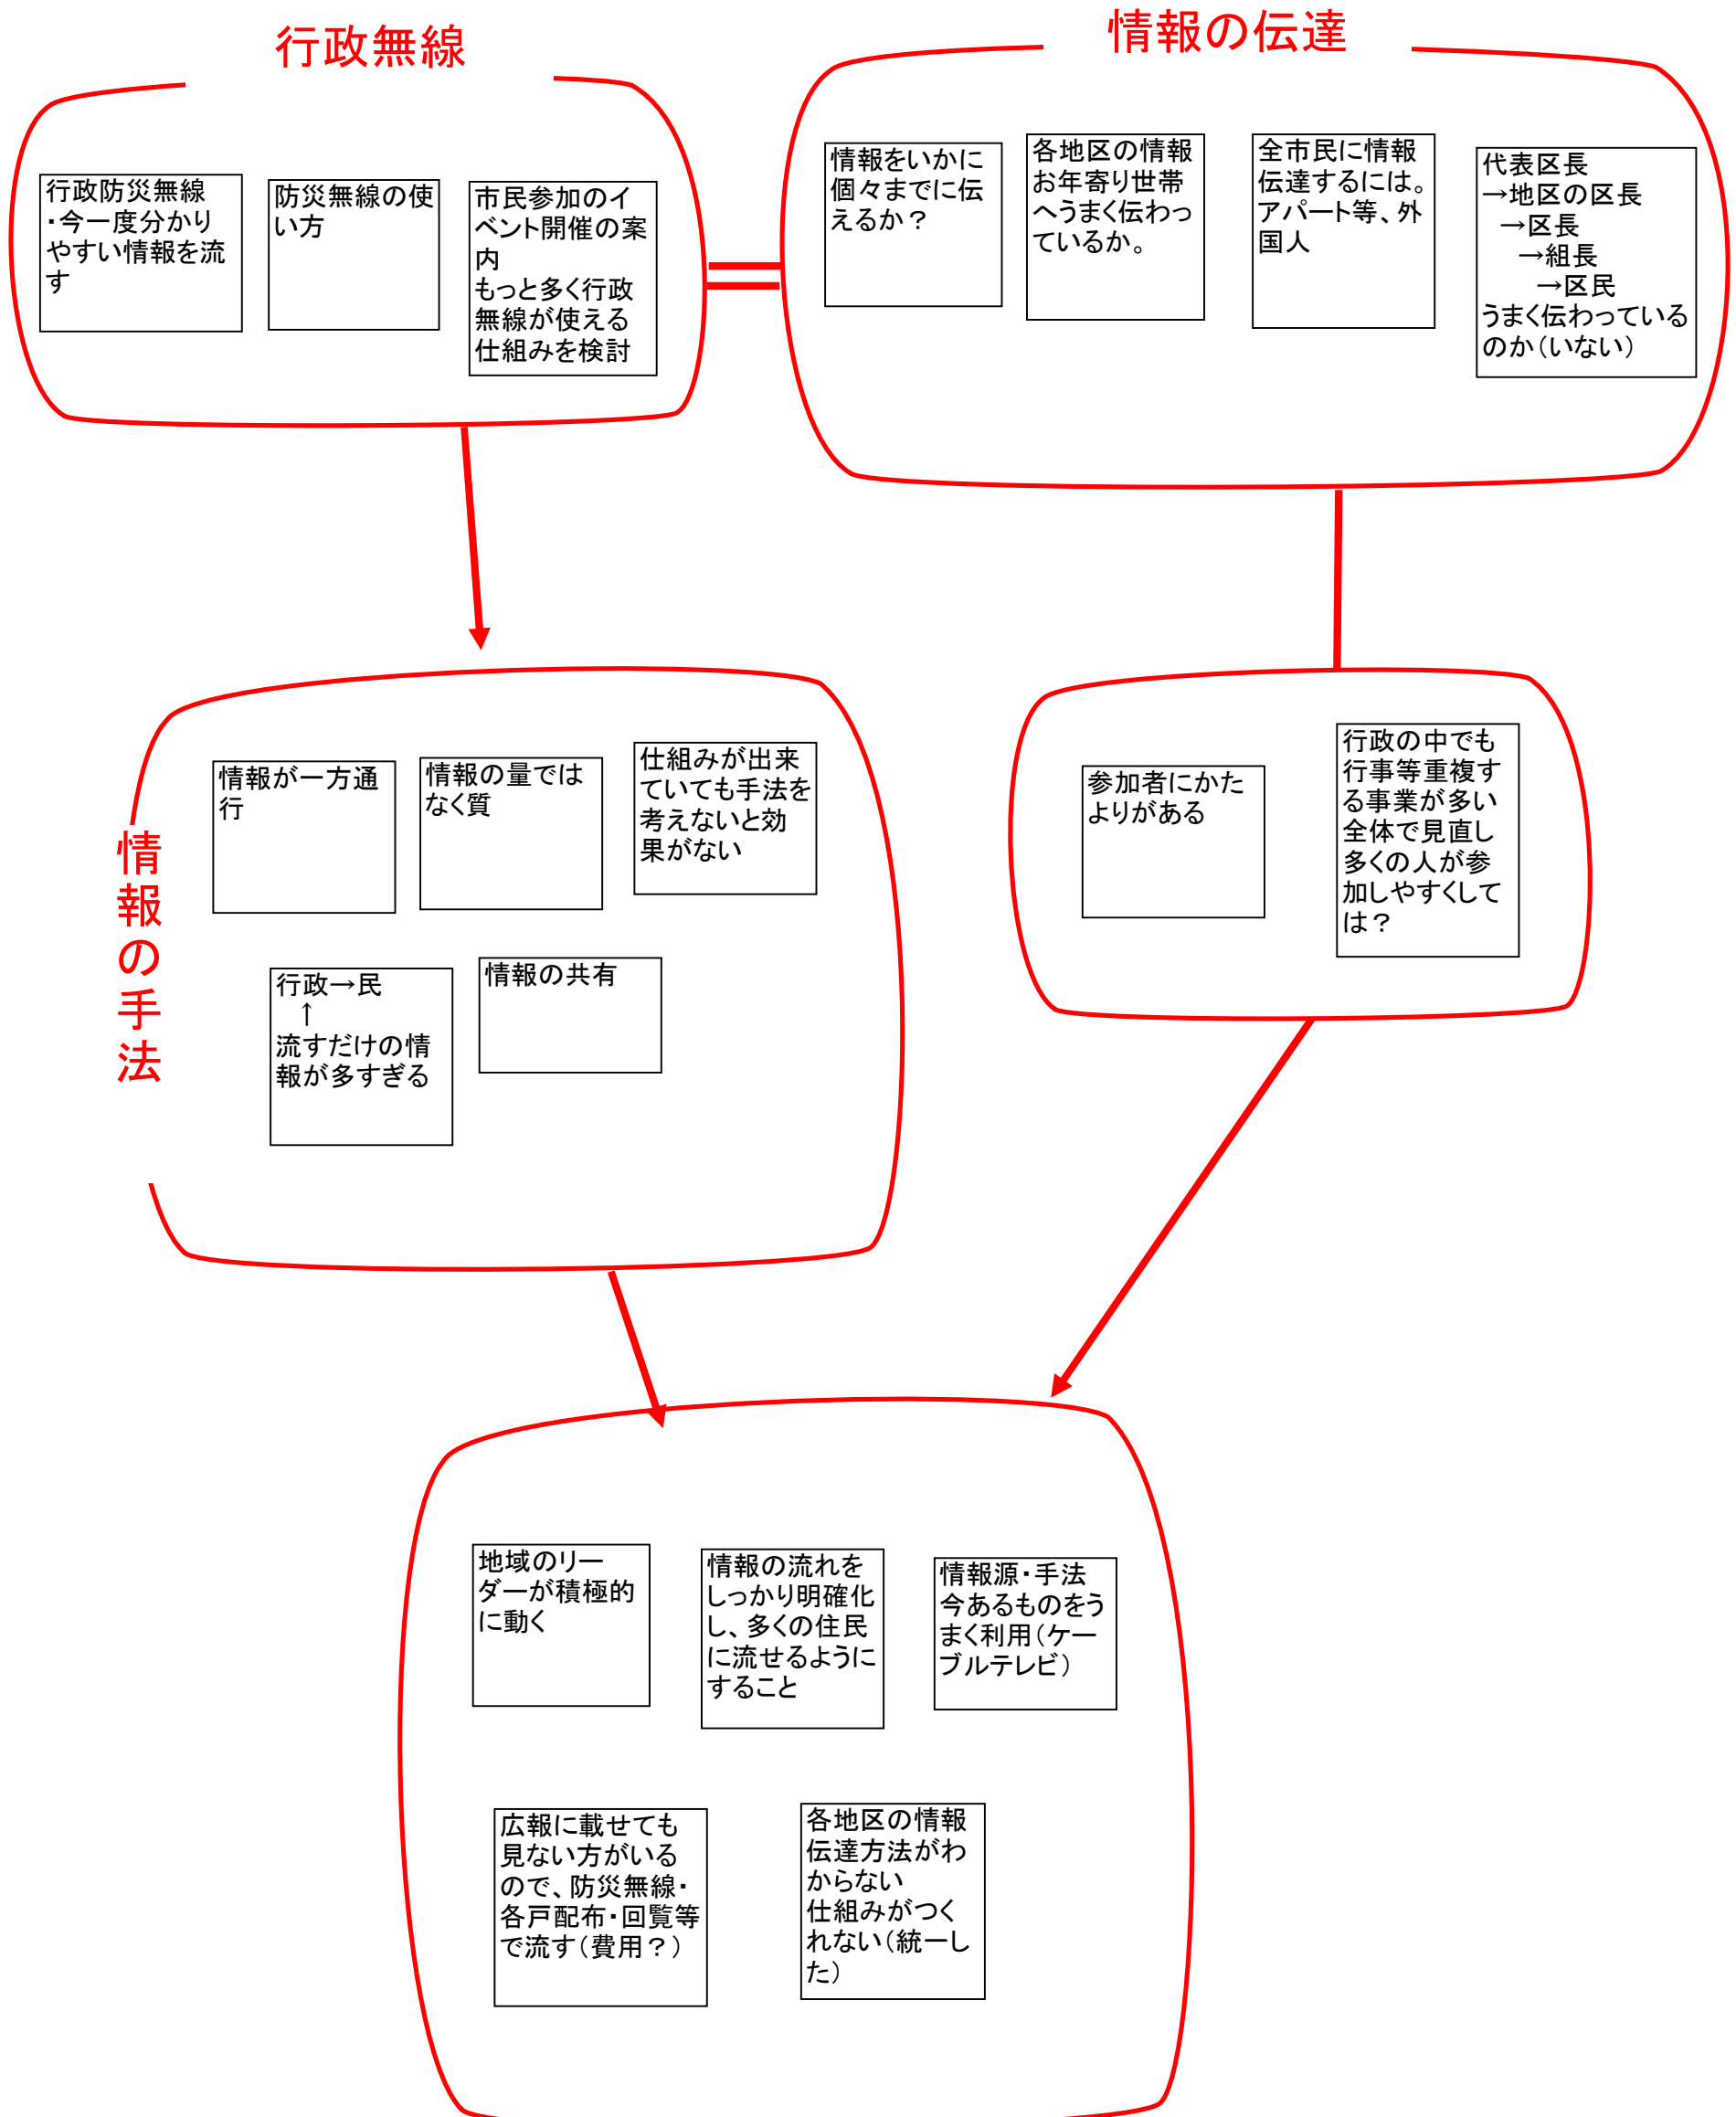 行政無線
行政防災無線
・今一度分かり
やすい情報を流
す
防災無線の使
い方
市民参加のイ
ベント開催の案
内
もっと多く行政
無線が使える
仕組みを検討
情報の伝達
情報をいかに
個々までに伝
えるか？
各地区の情報
お年寄り世帯
へうまく伝わっ
ているか。
全市民に情報
伝達するには。
アパート等、外
国人
代表区長
→地区の区長
→区長
→組長
→区民
うまく伝わっている
のか（いない）
情報の手法
情報が一方通
行
情報の量では
なく質
仕組みが出来
ていても手法を
考えないと効
果がない
行政→民
↑
流すだけの情
報が多すぎる
情報の共有
参加者にかた
よりがある
行政の中でも
行事等重複す
る事業が多い
全体で見直し
多くの人が参
加しやすくして
は？
地域のリー
ダーが積極的
に動く
情報の流れを
しっかり明確化
し、多くの住民
に流せるように
すること
情報源・手法
今あるものをう
まく利用（ケー
ブルテレビ）
広報に載せても
見ない方がいる
ので、防災無線・
各戸配布・回覧等
で流す（費用？）
各地区の情報
伝達方法がわ
からない
仕組みがつく
れない（統一し
た）